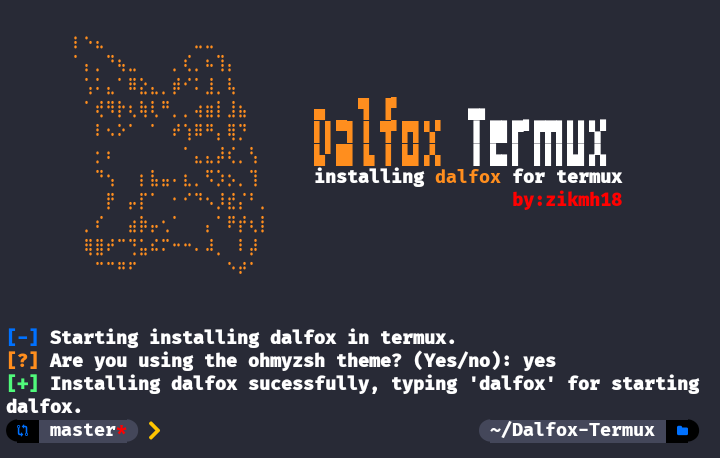 Dalfox Termux
installing dalfox for termux
by:zikmh18
[-] Starting installing dalfox in termux.
[?] Are you using the ohmyzsh theme? (Yes/no): yes
[+] Installing dalfox sucessfully, typing 'dalfox' for starting
dalfox.
master* ❯ ~/Dalfox-Termux